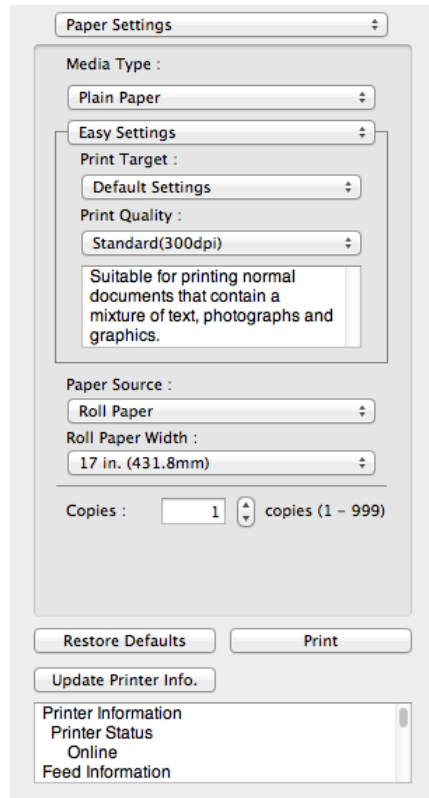 Paper Settings
Media Type :
Plain Paper
Easy Settings
Print Target :
Default Settings
Print Quality :
Standard(300dpi)
Suitable for printing normal
documents that contain a
mixture of text, photographs and
graphics.
Paper Source :
Roll Paper
Roll Paper Width :
17 in. (431.8mm)
Copies : 1 copies (1 – 999)
Restore Defaults Print
Update Printer Info.
Printer Information
Printer Status
Online
Feed Information